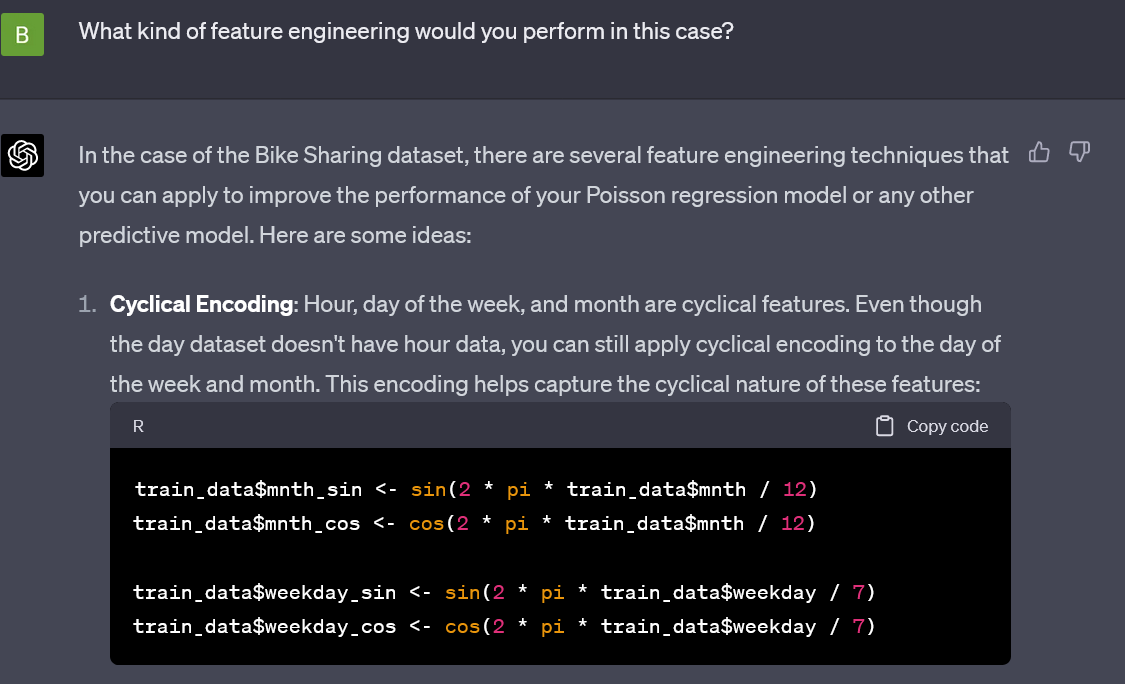 B
What kind of feature engineering would you perform in this case?
In the case of the Bike Sharing dataset, there are several feature engineering techniques that
you can apply to improve the performance of your Poisson regression model or any other
predictive model. Here are some ideas:
1. Cyclical Encoding: Hour, day of the week, and month are cyclical features. Even though
the day dataset doesn't have hour data, you can still apply cyclical encoding to the day of
the week and month. This encoding helps capture the cyclical nature of these features:
R
Copy code
train_data$mnth_sin <- sin(2 * pi * train_data$mnth / 12)
train_data$mnth_cos <- cos(2 * pi * train_data$mnth / 12)
train_data$weekday_sin <- sin(2 * pi * train_data$weekday / 7)
train_data$weekday_cos <- cos(2 * pi * train_data$weekday / 7)